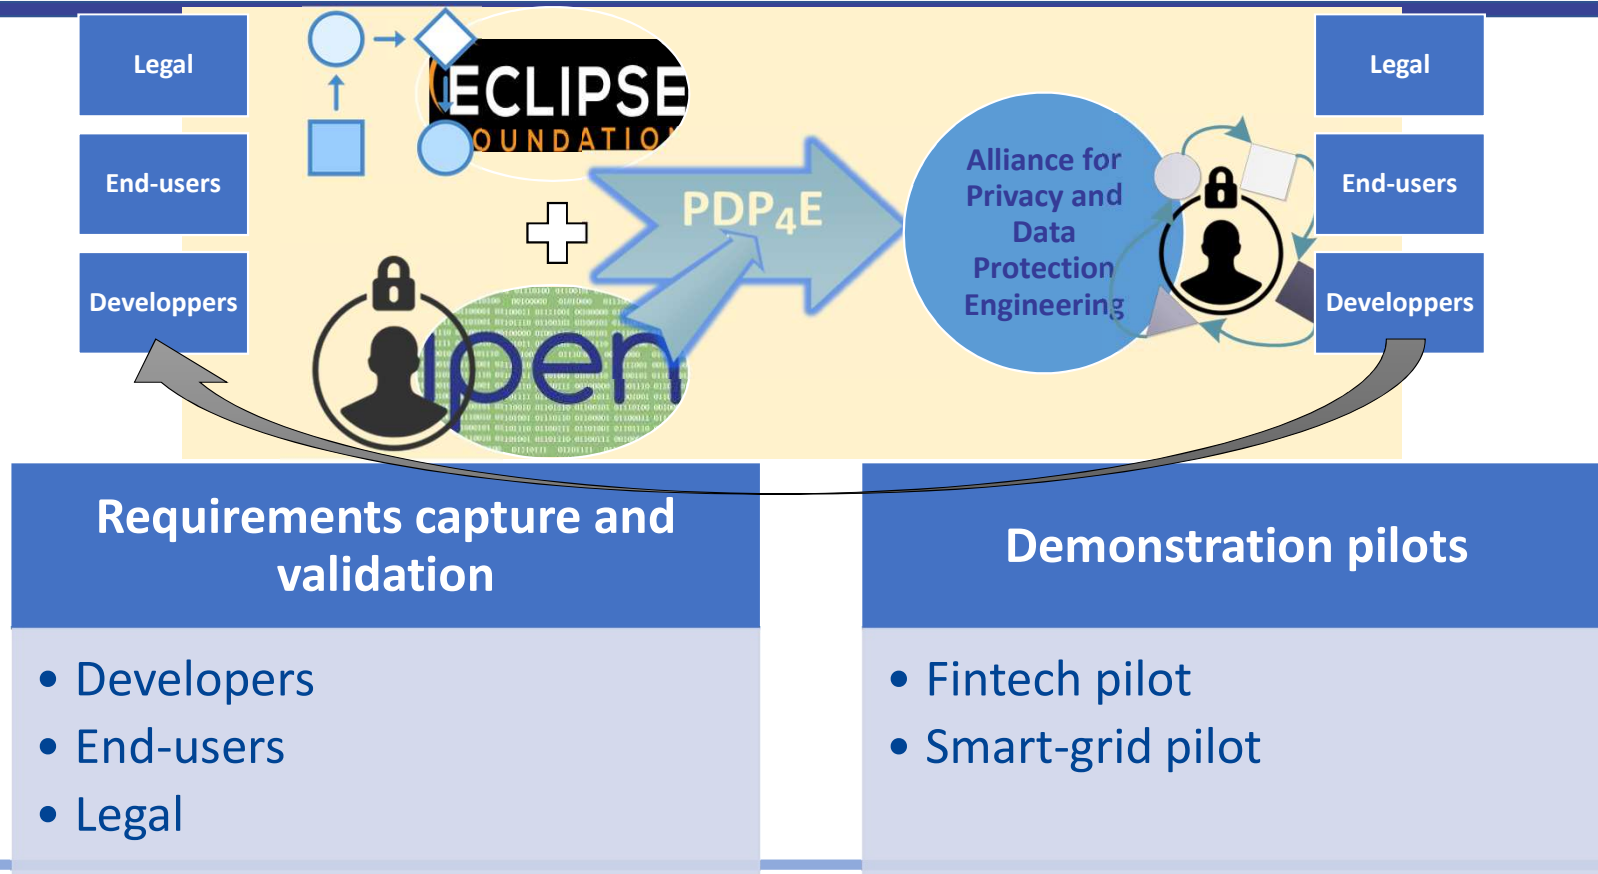 Legal
End-users
Developpers
ECLIPSE
OUNDATIO
ipen
PDP4E
Alliance for
Privacy and
Data
Protection
Engineering
Legal
End-users
Developpers
Requirements capture and
validation
• Developers
• End-users
• Legal
Demonstration pilots
• Fintech pilot
• Smart-grid pilot